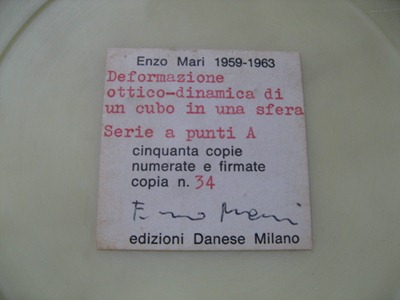 Enzo Mari 1959-1963
Deformazione
ottico-dinamica di
un cubo in una sfera
Serie a punti A
cinquanta copie
numerate e firmate
copia n. 34
Enzo Mari
edizioni Danese Milano